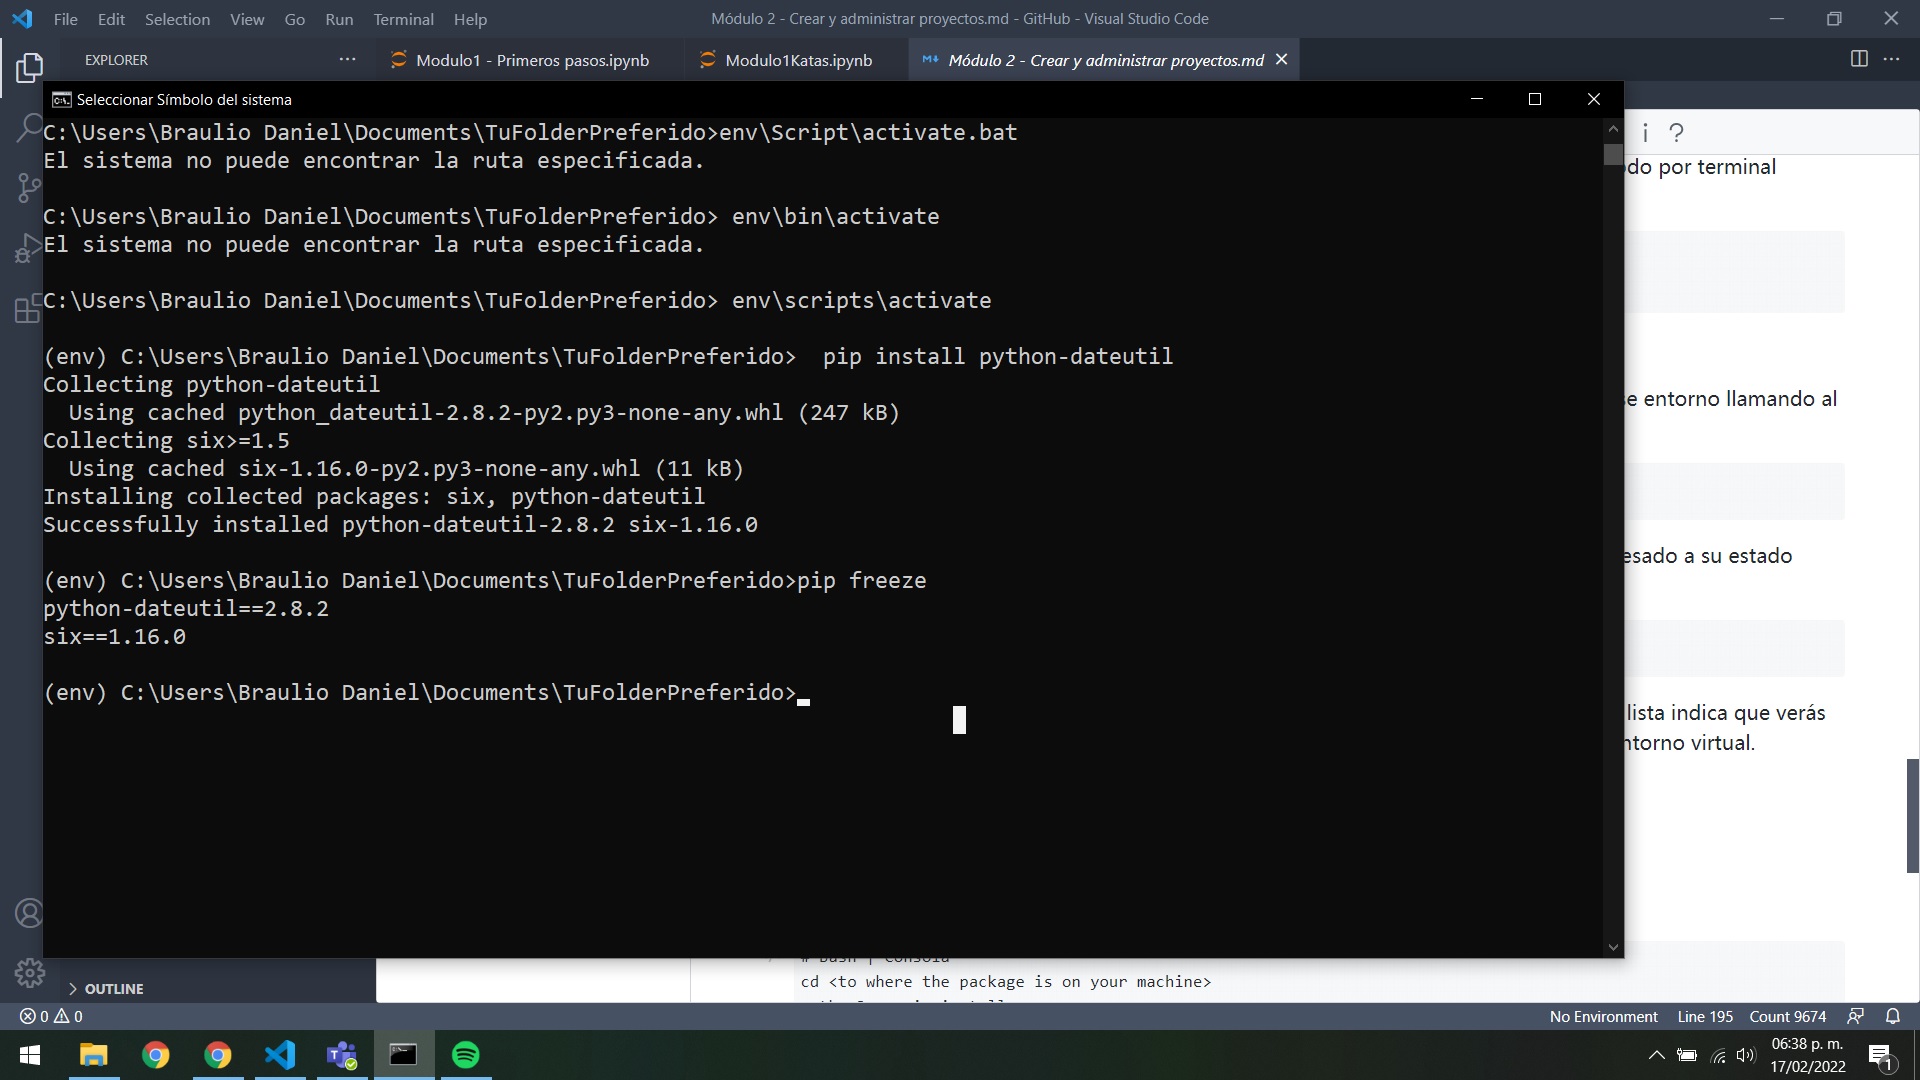 File Edit Selection View Go Run Terminal Help
Módulo 2 - Crear y administrar proyectos.md - GitHub - Visual Studio Code
EXPLORER
Modulo1 - Primeros pasos.ipynb
Modulo1Katas.ipynb
Módulo 2 - Crear y administrar proyectos.md
Seleccionar Símbolo del sistema
C:\Users\Braulio Daniel\Documents\TuFolderPreferido>env\Script\activate.bat
El sistema no puede encontrar la ruta especificada.
C:\Users\Braulio Daniel\Documents\TuFolderPreferido> env\bin\activate
El sistema no puede encontrar la ruta especificada.
C:\Users\Braulio Daniel\Documents\TuFolderPreferido> env\scripts\activate
(env) C:\Users\Braulio Daniel\Documents\TuFolderPreferido>  pip install python-dateutil
Collecting python-dateutil
  Using cached python_dateutil-2.8.2-py2.py3-none-any.whl (247 kB)
Collecting six>=1.5
  Using cached six-1.16.0-py2.py3-none-any.whl (11 kB)
Installing collected packages: six, python-dateutil
Successfully installed python-dateutil-2.8.2 six-1.16.0
(env) C:\Users\Braulio Daniel\Documents\TuFolderPreferido>pip freeze
python-dateutil==2.8.2
six==1.16.0
(env) C:\Users\Braulio Daniel\Documents\TuFolderPreferido>
do por terminal
se entorno llamando al
esado a su estado
lista indica que verás
ntorno virtual.
cd <to where the package is on your machine>
OUTLINE
0 0
No Environment Line 195 Count 9674
06:38 p. m.
17/02/2022
1